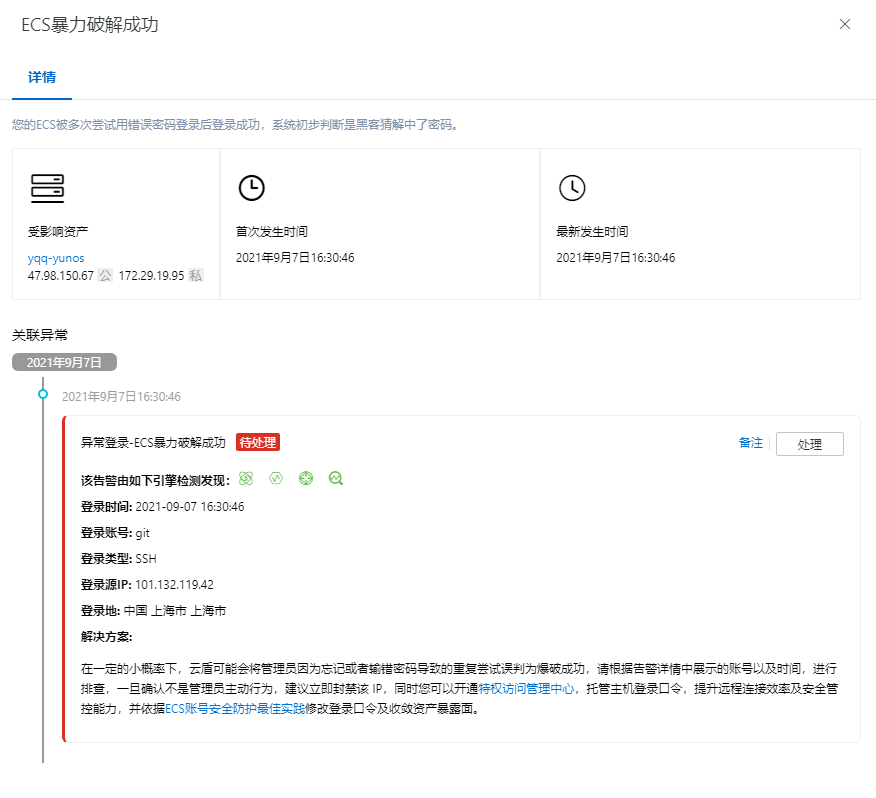 ECS暴力破解成功
详情
您的ECS被多次尝试用错误密码登录后登录成功，系统初步判断是黑客猜解中了密码。
受影响资产
yqq-yunos
47.98.150.67 公 172.29.19.95 私
首次发生时间
2021年9月7日16:30:46
最新发生时间
2021年9月7日16:30:46
关联异常
2021年9月7日
2021年9月7日16:30:46
异常登录-ECS暴力破解成功 待处理 备注 处理
该告警由如下引擎检测发现：
登录时间: 2021-09-07 16:30:46
登录账号: git
登录类型: SSH
登录源IP: 101.132.119.42
登录地: 中国 上海市 上海市
解决方案:
在一定的小概率下，云盾可能会将管理员因为忘记或者输错密码导致的重复尝试误判为爆破成功，请根据告警详情中展示的账号以及时间，进行
排查，一旦确认不是管理员主动行为，建议立即封禁该 IP，同时您可以开通特权访问管理中心，托管主机登录口令，提升远程连接效率及安全管
控能力，并依据ECS账号安全防护最佳实践修改登录口令及收敛资产暴露面。